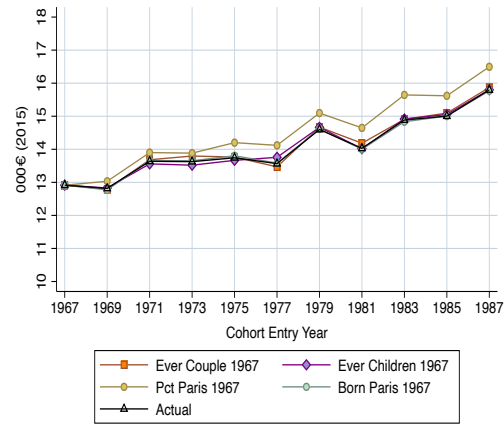 000€ (2015)
18
17
16
15
14
13
12
11
10
1967 1969 1971 1973 1975 1977 1979 1981 1983 1985 1987
Cohort Entry Year
Ever Couple 1967 Ever Children 1967
Pct Paris 1967 Born Paris 1967
Actual